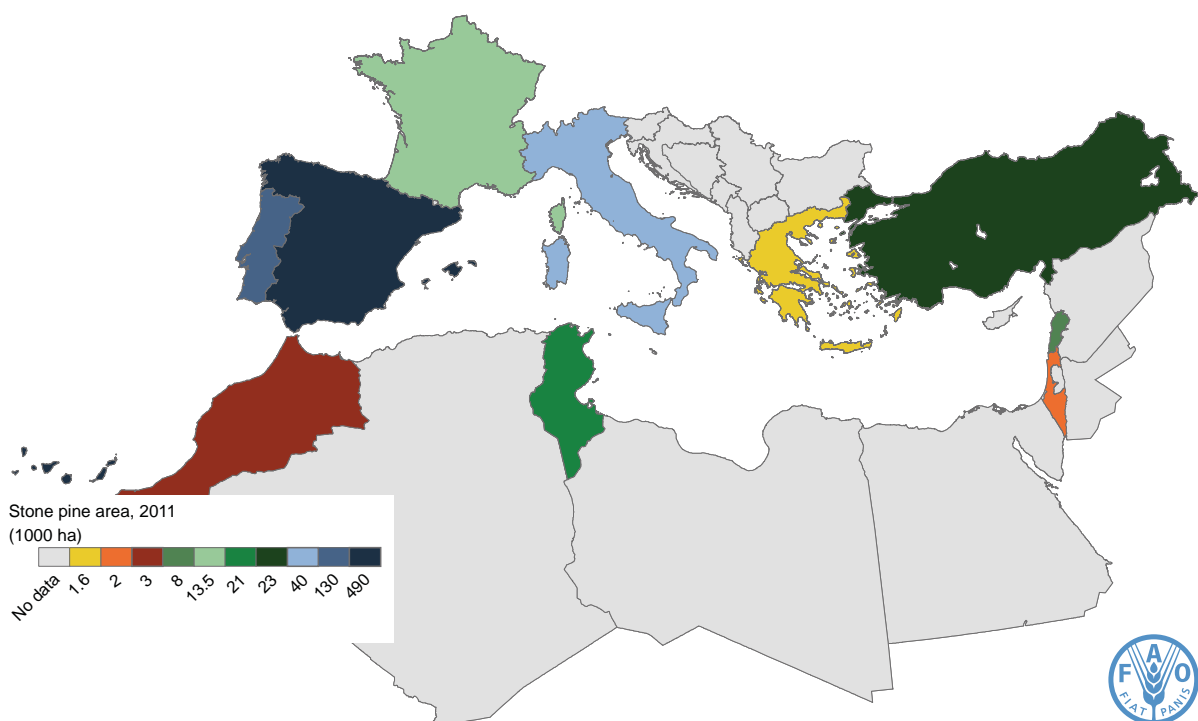 Stone pine area, 2011
(1000 ha)
No data 1.6 2 3 8 13.5 21 23 40 130 490
F A O
FIAT PANIS